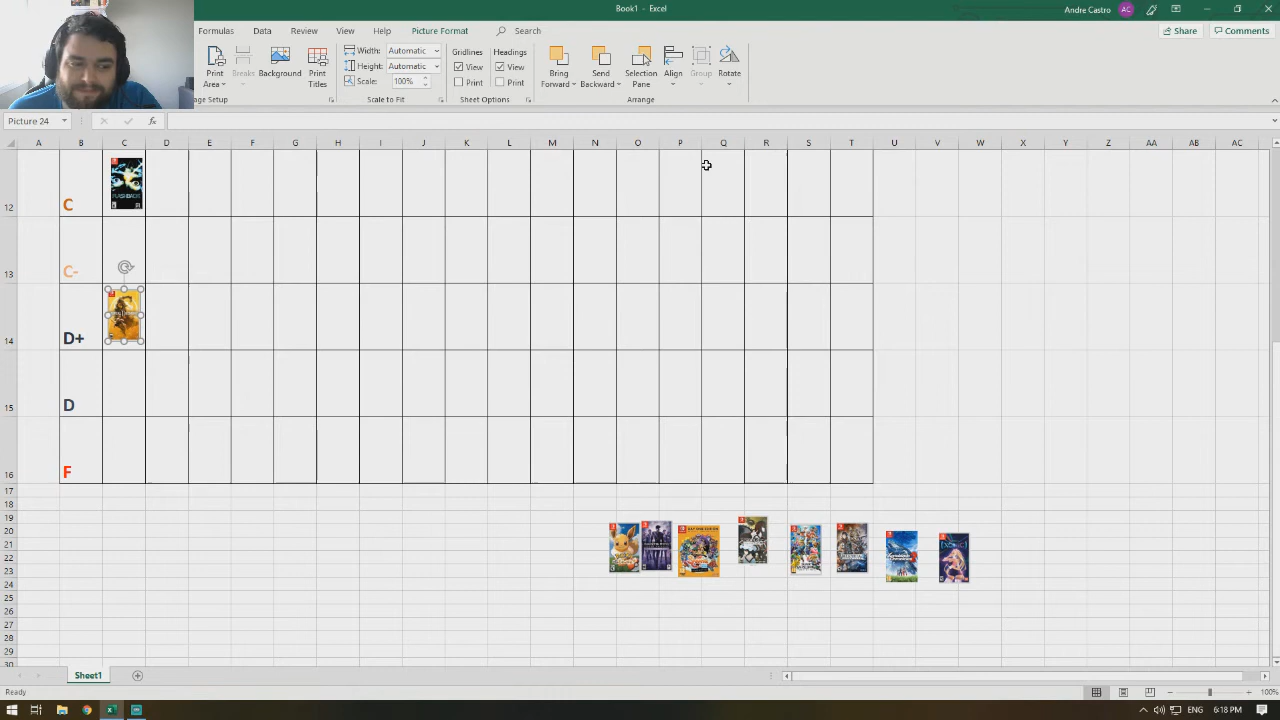 Book1 - Excel
Andre Castro AC
Formulas Data Review View Help Picture Format Search
Share Comments
Print Area
Breaks
Background
Print Titles
Width: Automatic
Height: Automatic
Scale: 100%
Gridlines
View
Print
Headings
View
Print
Bring Forward
Send Backward
Selection Pane
Align
Group
Rotate
getup
Scale to Fit
Sheet Options
Arrange
Picture 24
fx
A B C D E F G H I J K L M N O P Q R S T U V W X Y Z AA AB AC
12 C FLASHBACK
13 C-
14 D+
15 D
16 F
17
18
19
20
21
22
23
24
25
26
27
28
29
30
Sheet1
Ready
100%
ENG 6:18 PM